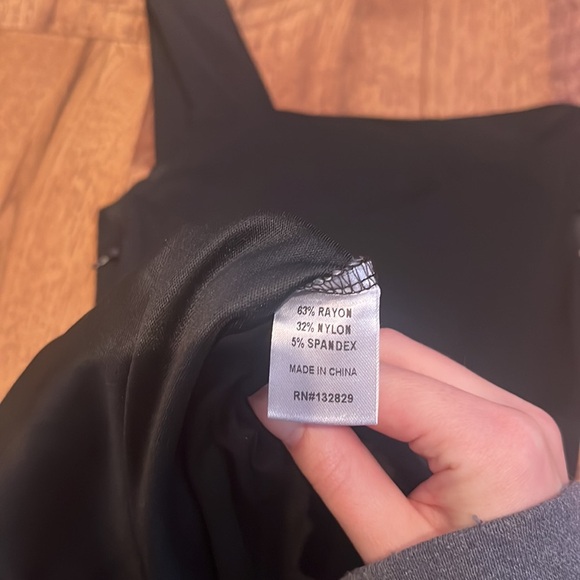 63% RAYON
32% NYLON
5% SPANDEX
MADE IN CHINA
RN#132829